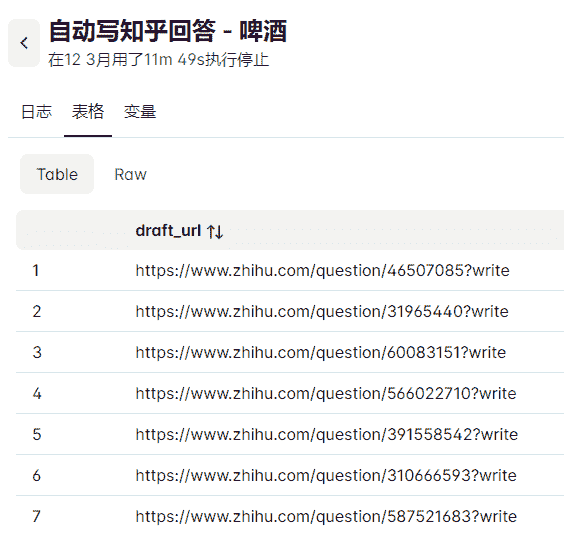 自动写知乎回答 - 啤酒
在12 3月用了11m 49s执行停止
日志 表格 变量
Table Raw
draft_url ↑↓
1 https://www.zhihu.com/question/46507085?write
2 https://www.zhihu.com/question/31965440?write
3 https://www.zhihu.com/question/60083151?write
4 https://www.zhihu.com/question/566022710?write
5 https://www.zhihu.com/question/391558542?write
6 https://www.zhihu.com/question/310666593?write
7 https://www.zhihu.com/question/587521683?write